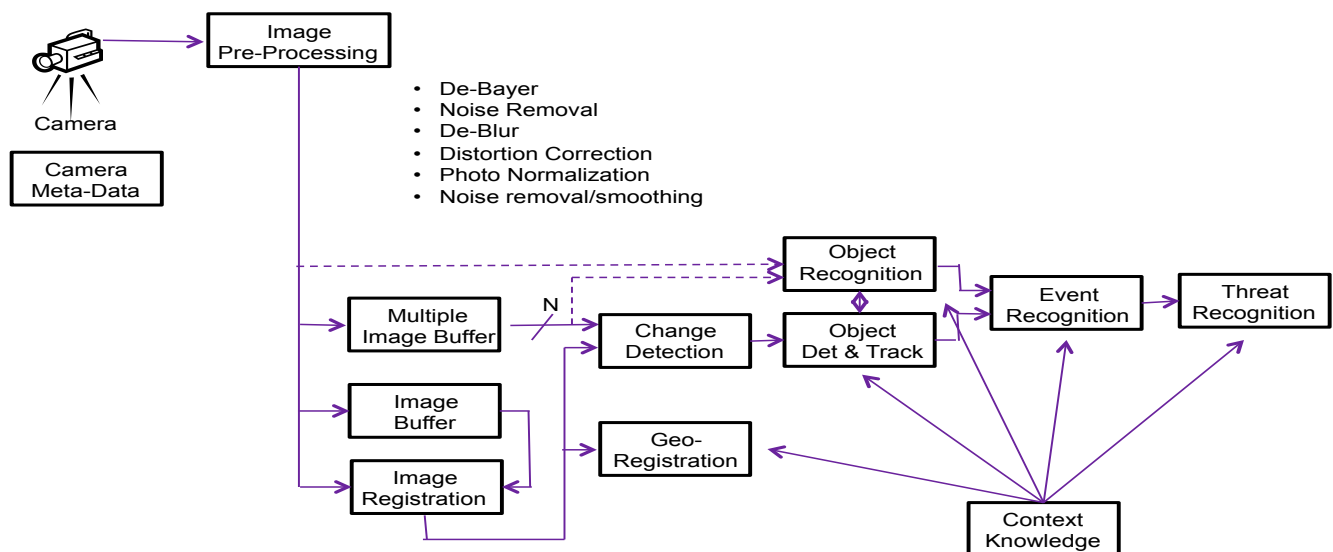 Image
Pre-Processing
Camera
Camera
Meta-Data
• De-Bayer
• Noise Removal
• De-Blur
• Distortion Correction
• Photo Normalization
• Noise removal/smoothing
Object
Recognition
N
Multiple
Image Buffer
Change
Detection
Object
Det & Track
Event
Recognition
Threat
Recognition
Image
Buffer
Geo-
Registration
Image
Registration
Context
Knowledge